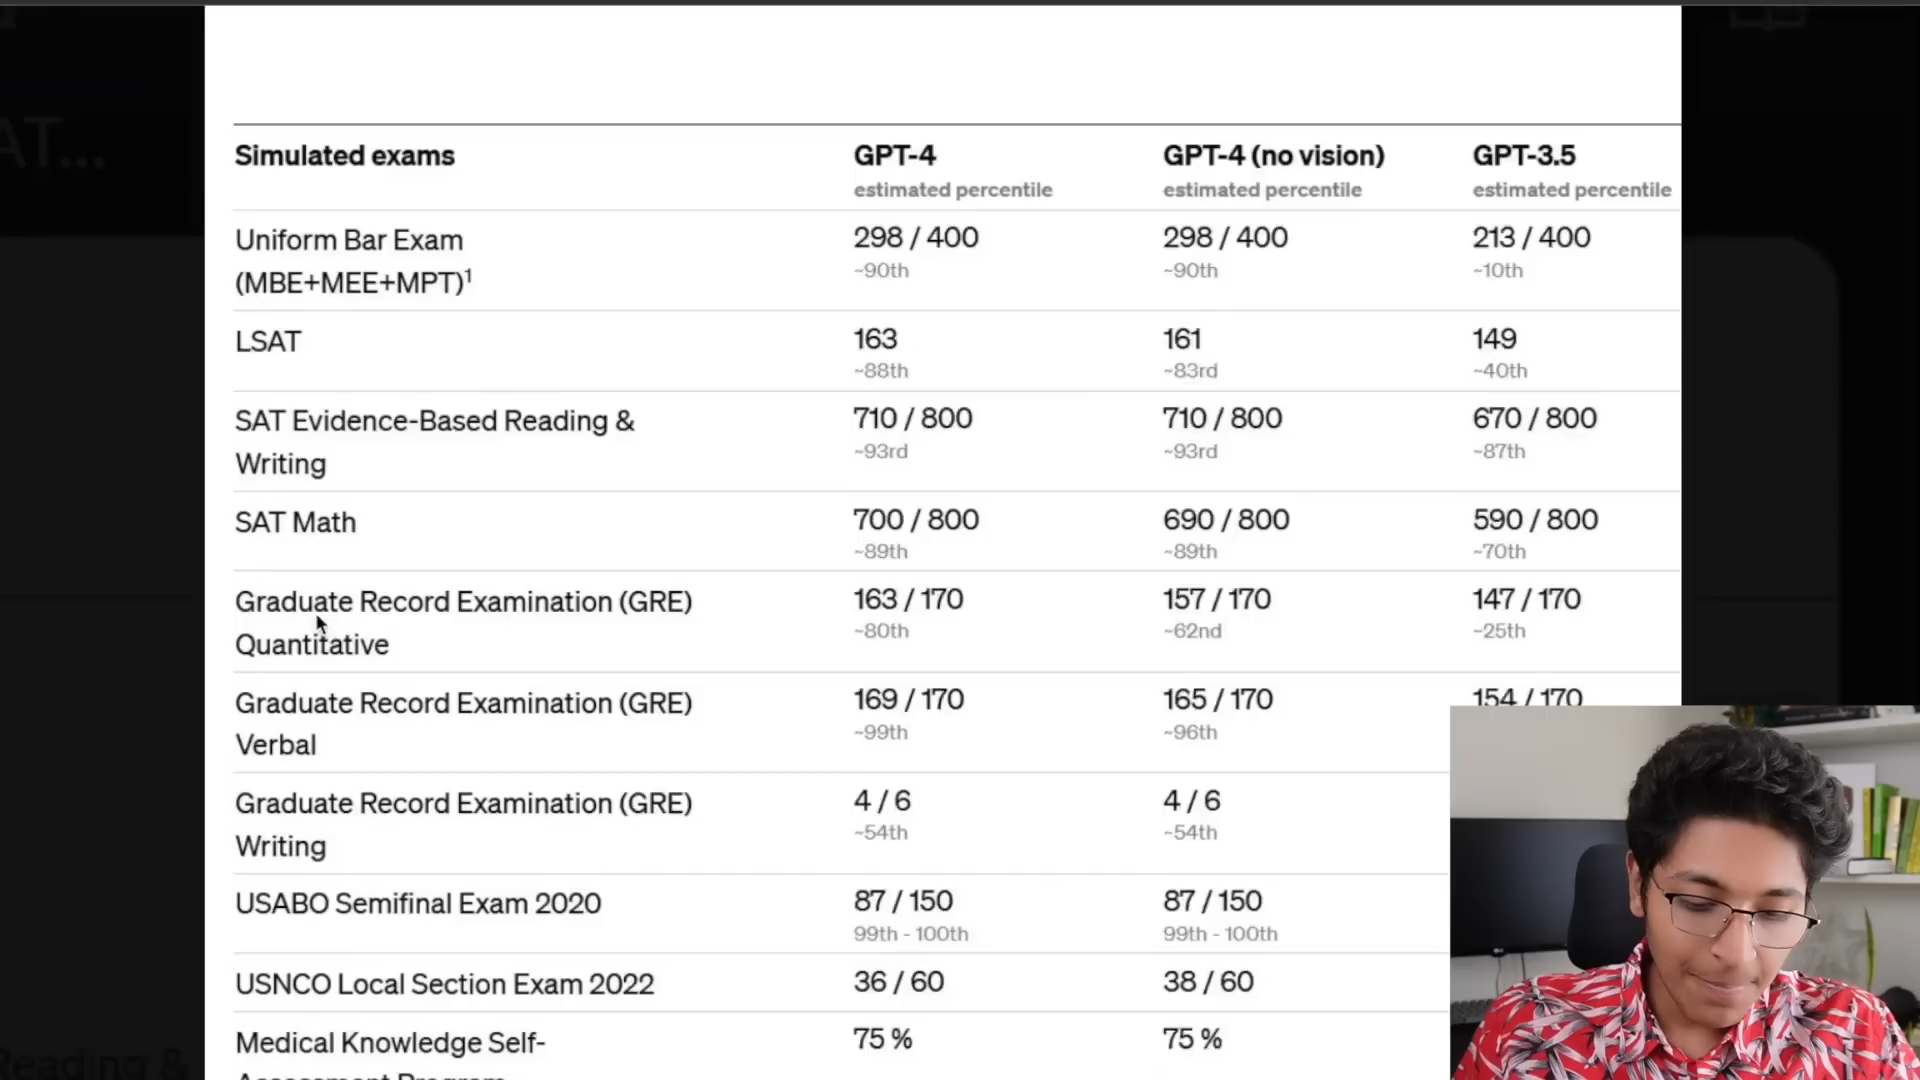 AT...
Simulated exams GPT-4 GPT-4 (no vision) GPT-3.5
estimated percentile estimated percentile estimated percentile
Uniform Bar Exam 298 / 400 298 / 400 213 / 400
(MBE+MEE+MPT)¹ ~90th ~90th ~10th
LSAT 163 161 149
~88th ~83rd ~40th
SAT Evidence-Based Reading & 710 / 800 710 / 800 670 / 800
Writing ~93rd ~93rd ~87th
SAT Math 700 / 800 690 / 800 590 / 800
~89th ~89th ~70th
Graduate Record Examination (GRE) 163 / 170 157 / 170 147 / 170
Quantitative ~80th ~62nd ~25th
Graduate Record Examination (GRE) 169 / 170 165 / 170 154 / 170
Verbal ~99th ~96th
Graduate Record Examination (GRE) 4 / 6 4 / 6
Writing ~54th ~54th
USABO Semifinal Exam 2020 87 / 150 87 / 150
99th - 100th 99th - 100th
USNCO Local Section Exam 2022 36 / 60 38 / 60
Medical Knowledge Self- 75 % 75 %
Assessment Program
Reading &